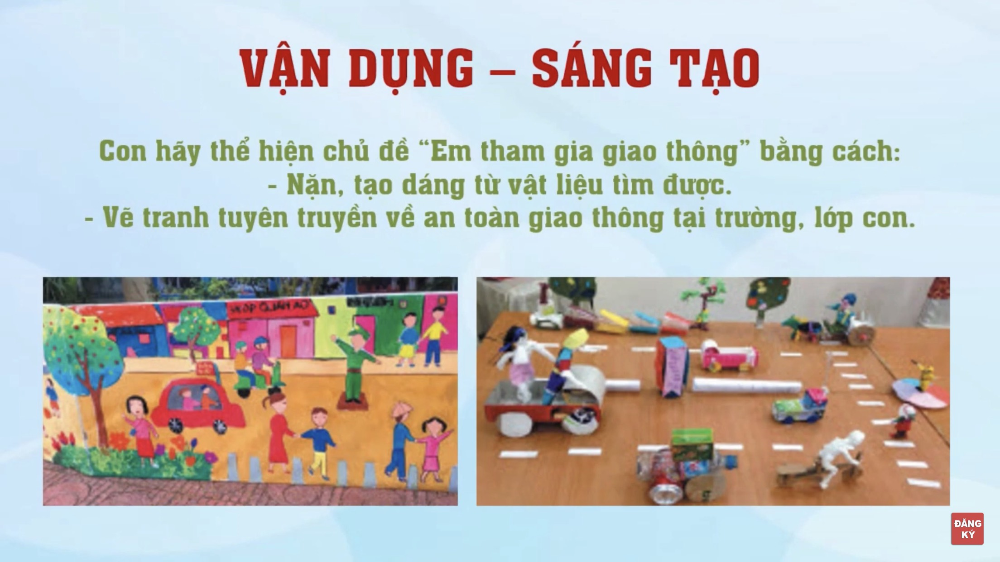 VẬN DỤNG – SÁNG TẠO
Con hãy thể hiện chủ đề “Em tham gia giao thông” bằng cách:
- Nặn, tạo dáng từ vật liệu tìm được.
- Vẽ tranh tuyên truyền về an toàn giao thông tại trường, lớp con.
SHOP QUẦN ÁO
ĐĂNG
KÝ